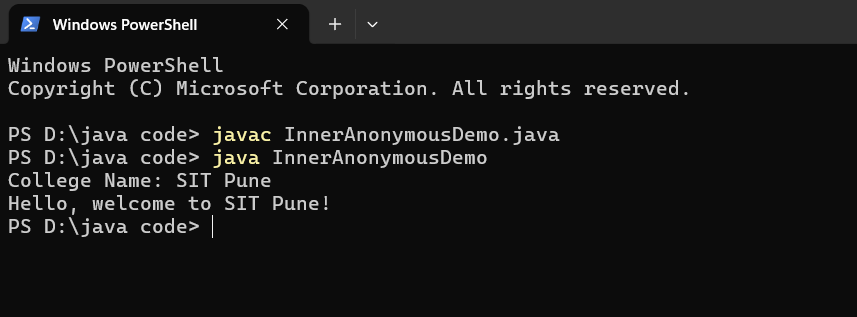 Windows PowerShell
Windows PowerShell
Copyright (C) Microsoft Corporation. All rights reserved.
PS D:\java code> javac InnerAnonymousDemo.java
PS D:\java code> java InnerAnonymousDemo
College Name: SIT Pune
Hello, welcome to SIT Pune!
PS D:\java code>